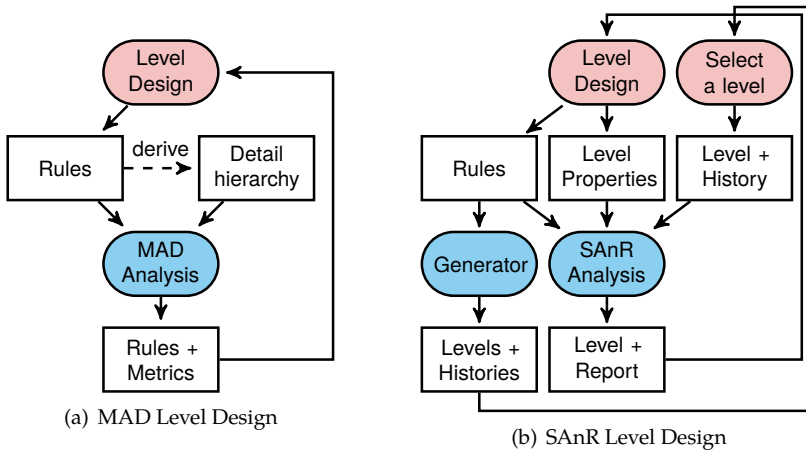 Level
Design
Rules
derive
Detail
hierarchy
MAD
Analysis
Rules +
Metrics
(a) MAD Level Design
Level
Design
Select
a level
Rules
Level
Properties
Level +
History
Generator
SAnR
Analysis
Levels +
Histories
Level +
Report
(b) SAnR Level Design